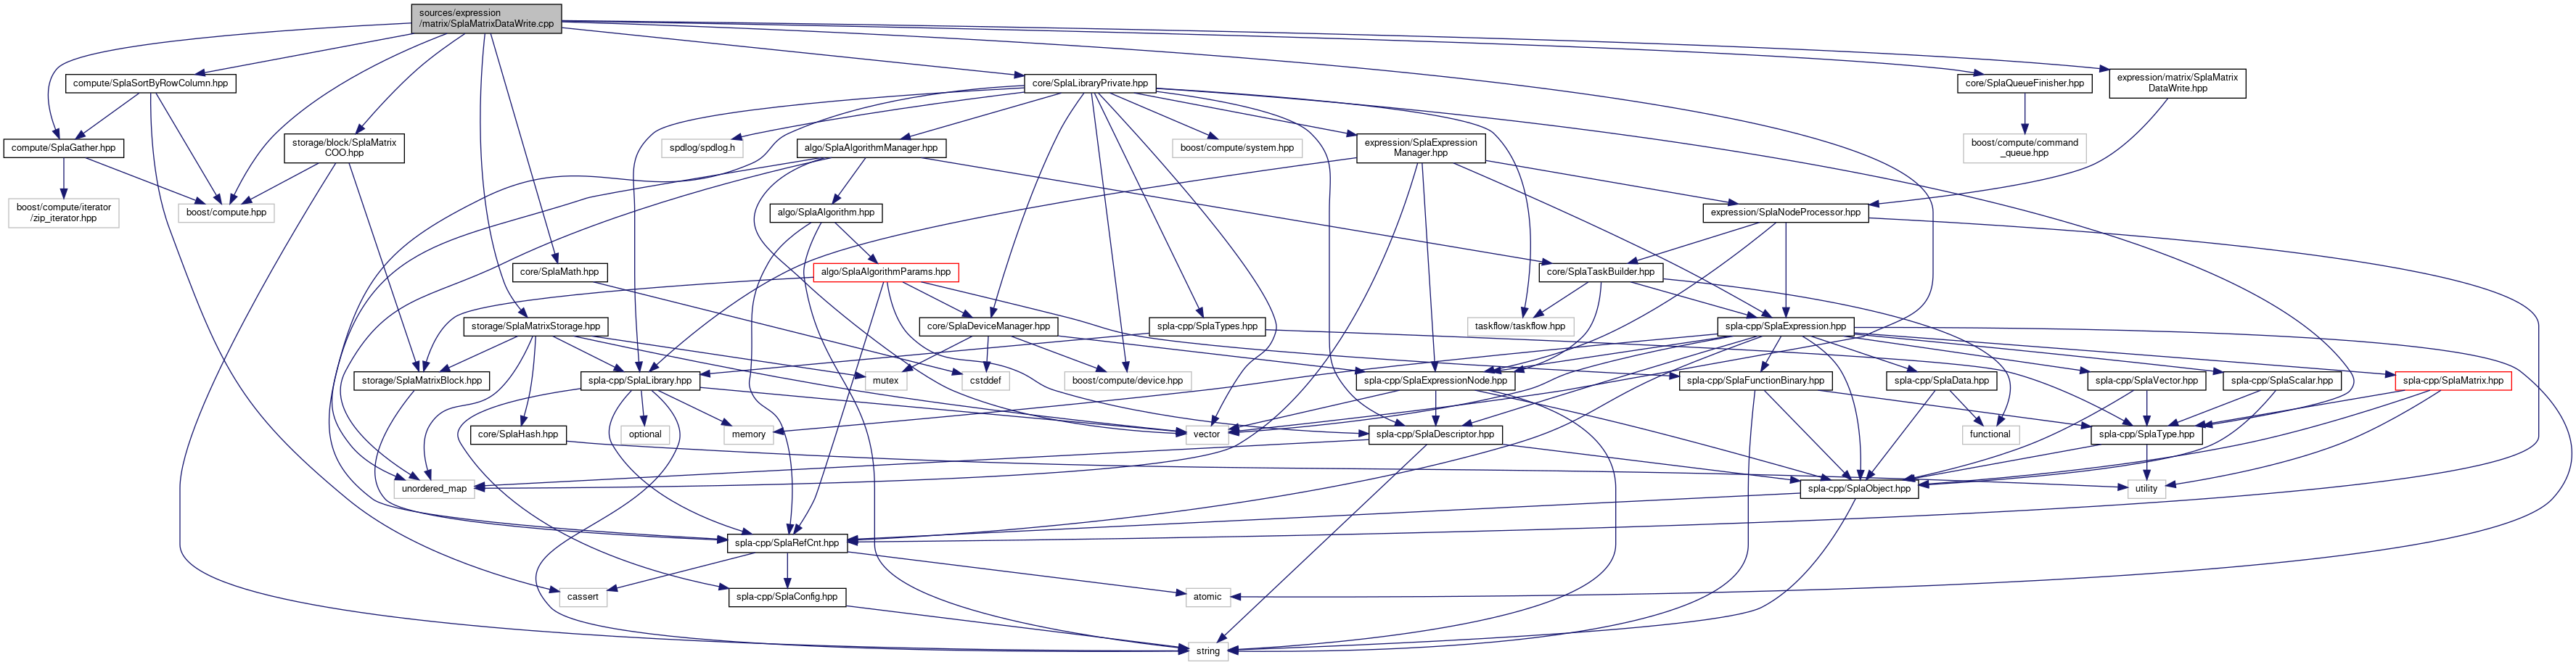 sources/expression
/matrix/SplaMatrixDataWrite.cpp
compute/SplaSortByRowColumn.hpp
core/SplaLibraryPrivate.hpp
core/SplaQueueFinisher.hpp
expression/matrix/SplaMatrix
DataWrite.hpp
compute/SplaGather.hpp
storage/block/SplaMatrix
COO.hpp
spdlog/spdlog.h
algo/SplaAlgorithmManager.hpp
boost/compute/system.hpp
expression/SplaExpression
Manager.hpp
boost/compute/command
_queue.hpp
boost/compute/iterator
/zip_iterator.hpp
boost/compute.hpp
algo/SplaAlgorithm.hpp
expression/SplaNodeProcessor.hpp
core/SplaMath.hpp
algo/SplaAlgorithmParams.hpp
core/SplaTaskBuilder.hpp
storage/SplaMatrixStorage.hpp
core/SplaDeviceManager.hpp
spla-cpp/SplaTypes.hpp
taskflow/taskflow.hpp
spla-cpp/SplaExpression.hpp
storage/SplaMatrixBlock.hpp
spla-cpp/SplaLibrary.hpp
mutex
cstddef
boost/compute/device.hpp
spla-cpp/SplaExpressionNode.hpp
spla-cpp/SplaFunctionBinary.hpp
spla-cpp/SplaData.hpp
spla-cpp/SplaVector.hpp
spla-cpp/SplaScalar.hpp
spla-cpp/SplaMatrix.hpp
core/SplaHash.hpp
optional
memory
vector
spla-cpp/SplaDescriptor.hpp
functional
spla-cpp/SplaType.hpp
unordered_map
spla-cpp/SplaObject.hpp
utility
spla-cpp/SplaRefCnt.hpp
cassert
spla-cpp/SplaConfig.hpp
atomic
string